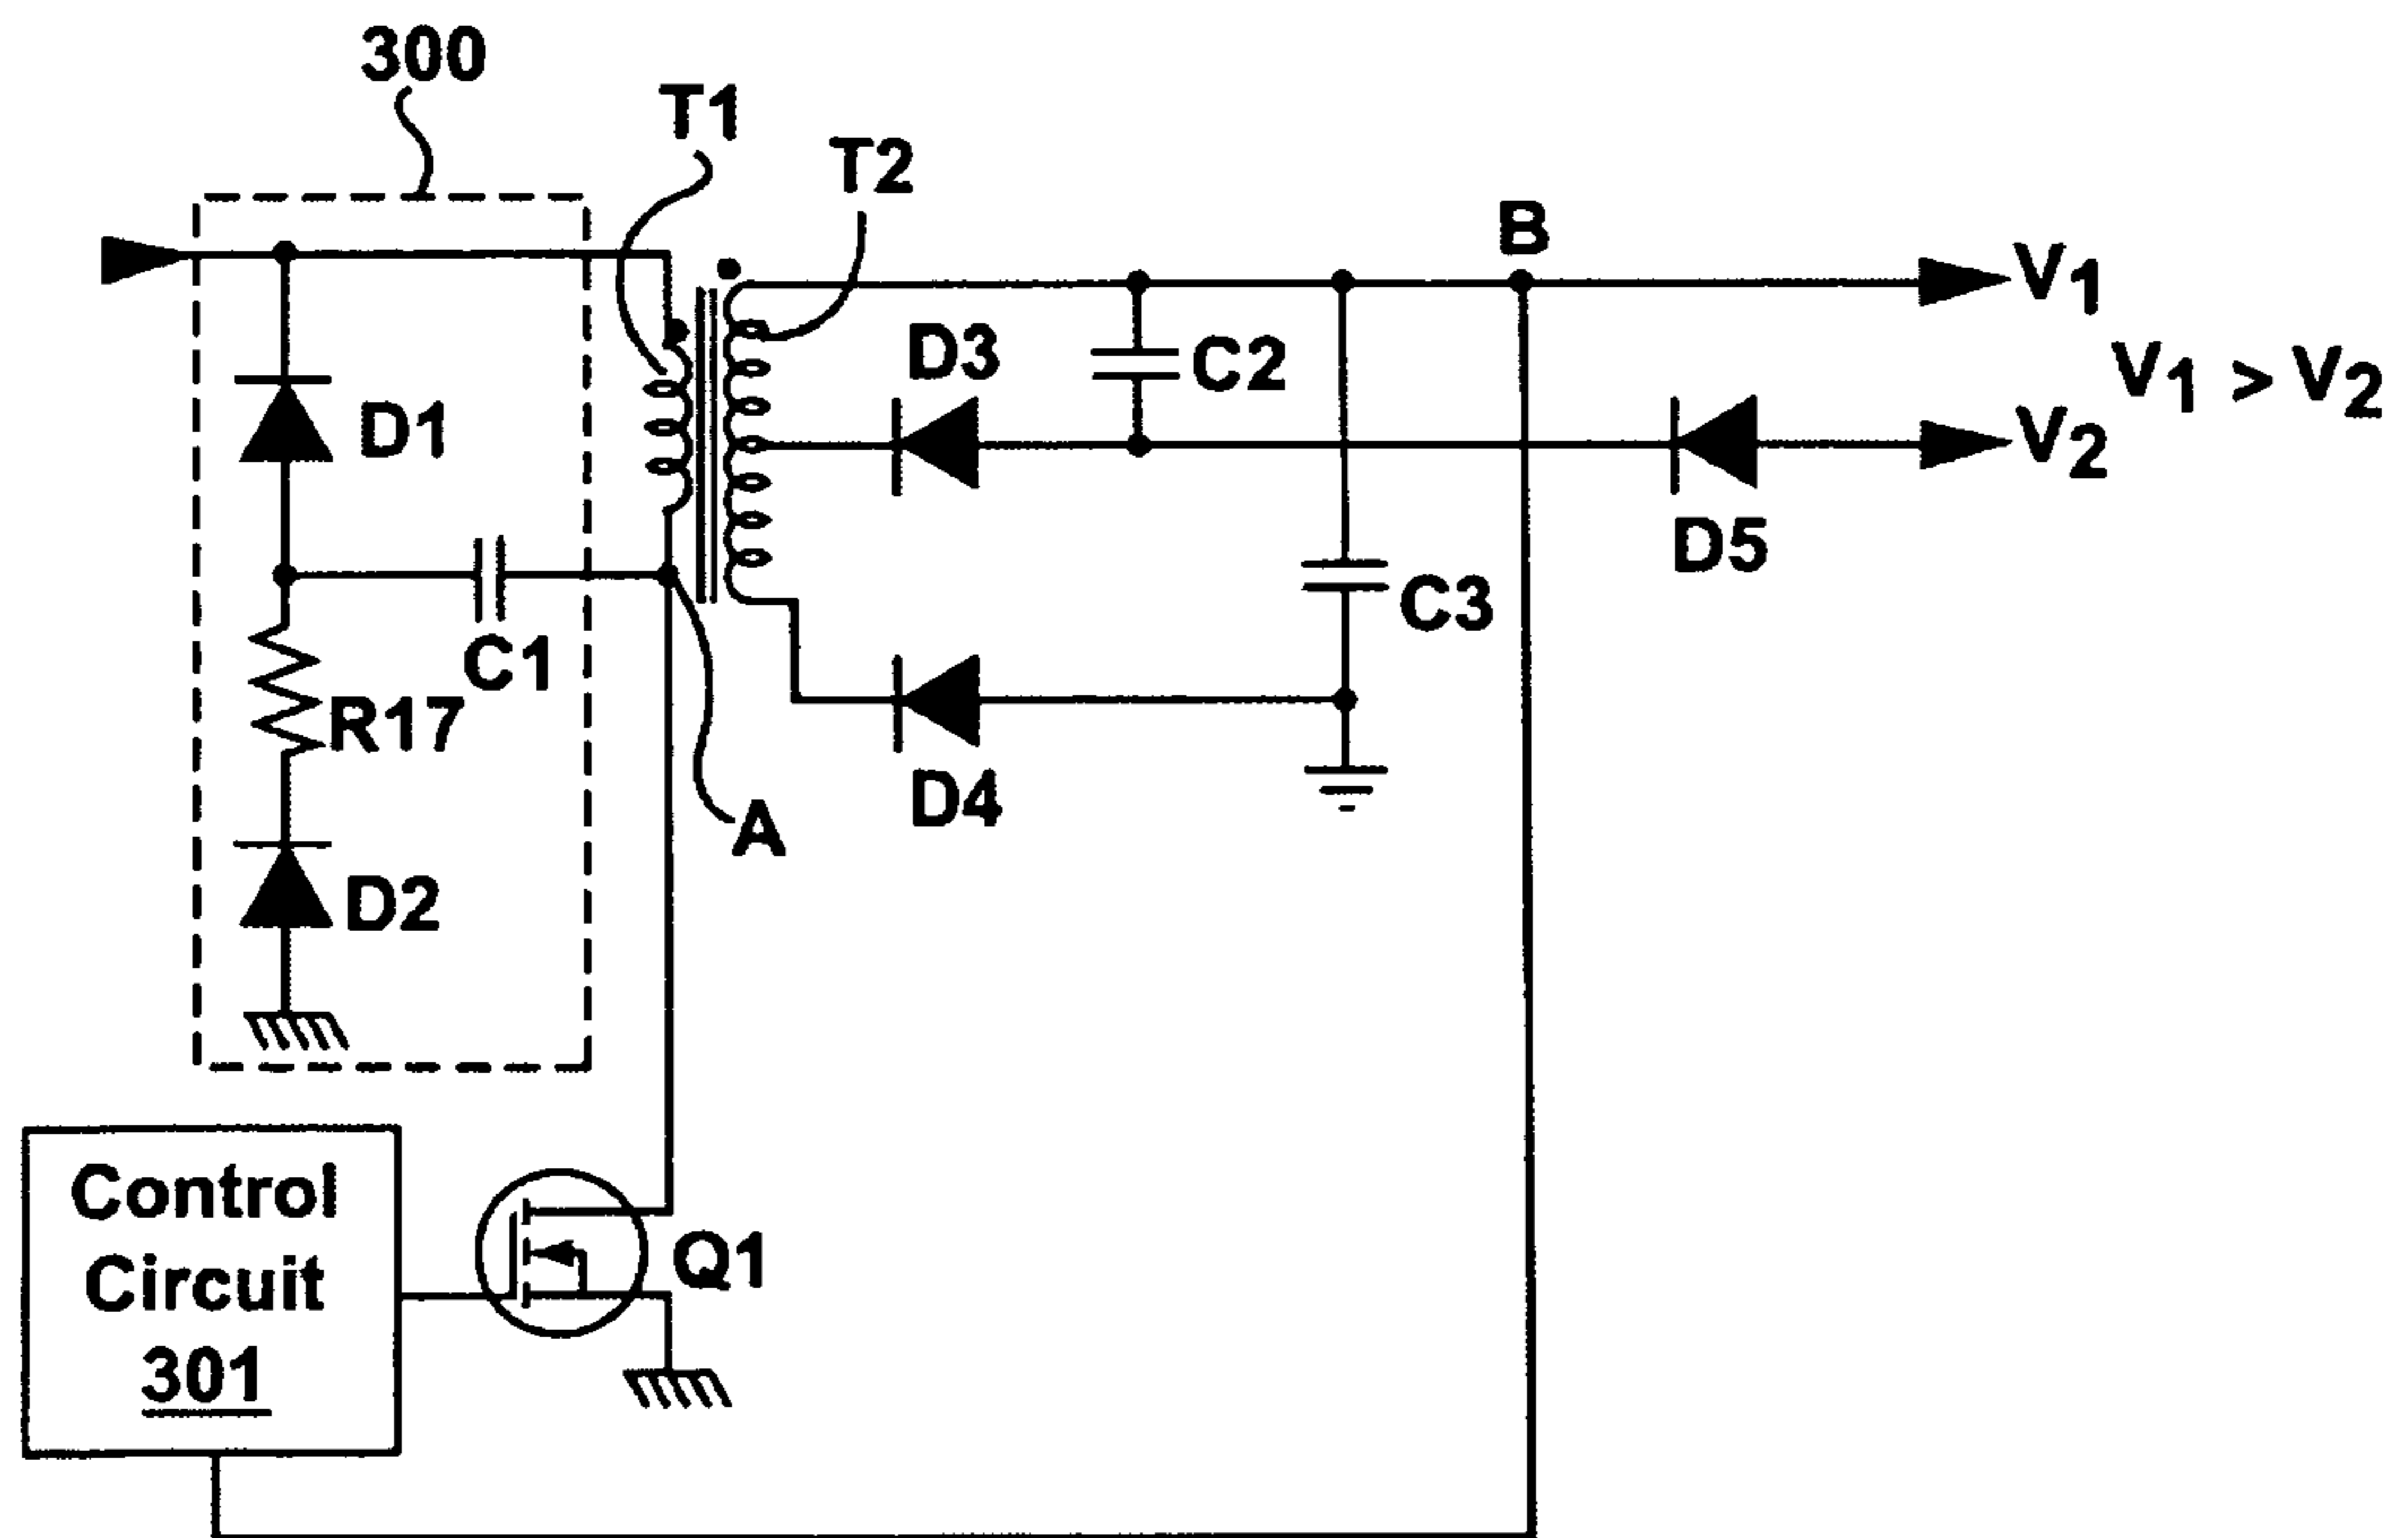 300
T1
T2
B
V1
D3
C2
V1 > V2
D1
V2
D5
C1
C3
R17
D4
A
D2
Control
Circuit
301
Q1